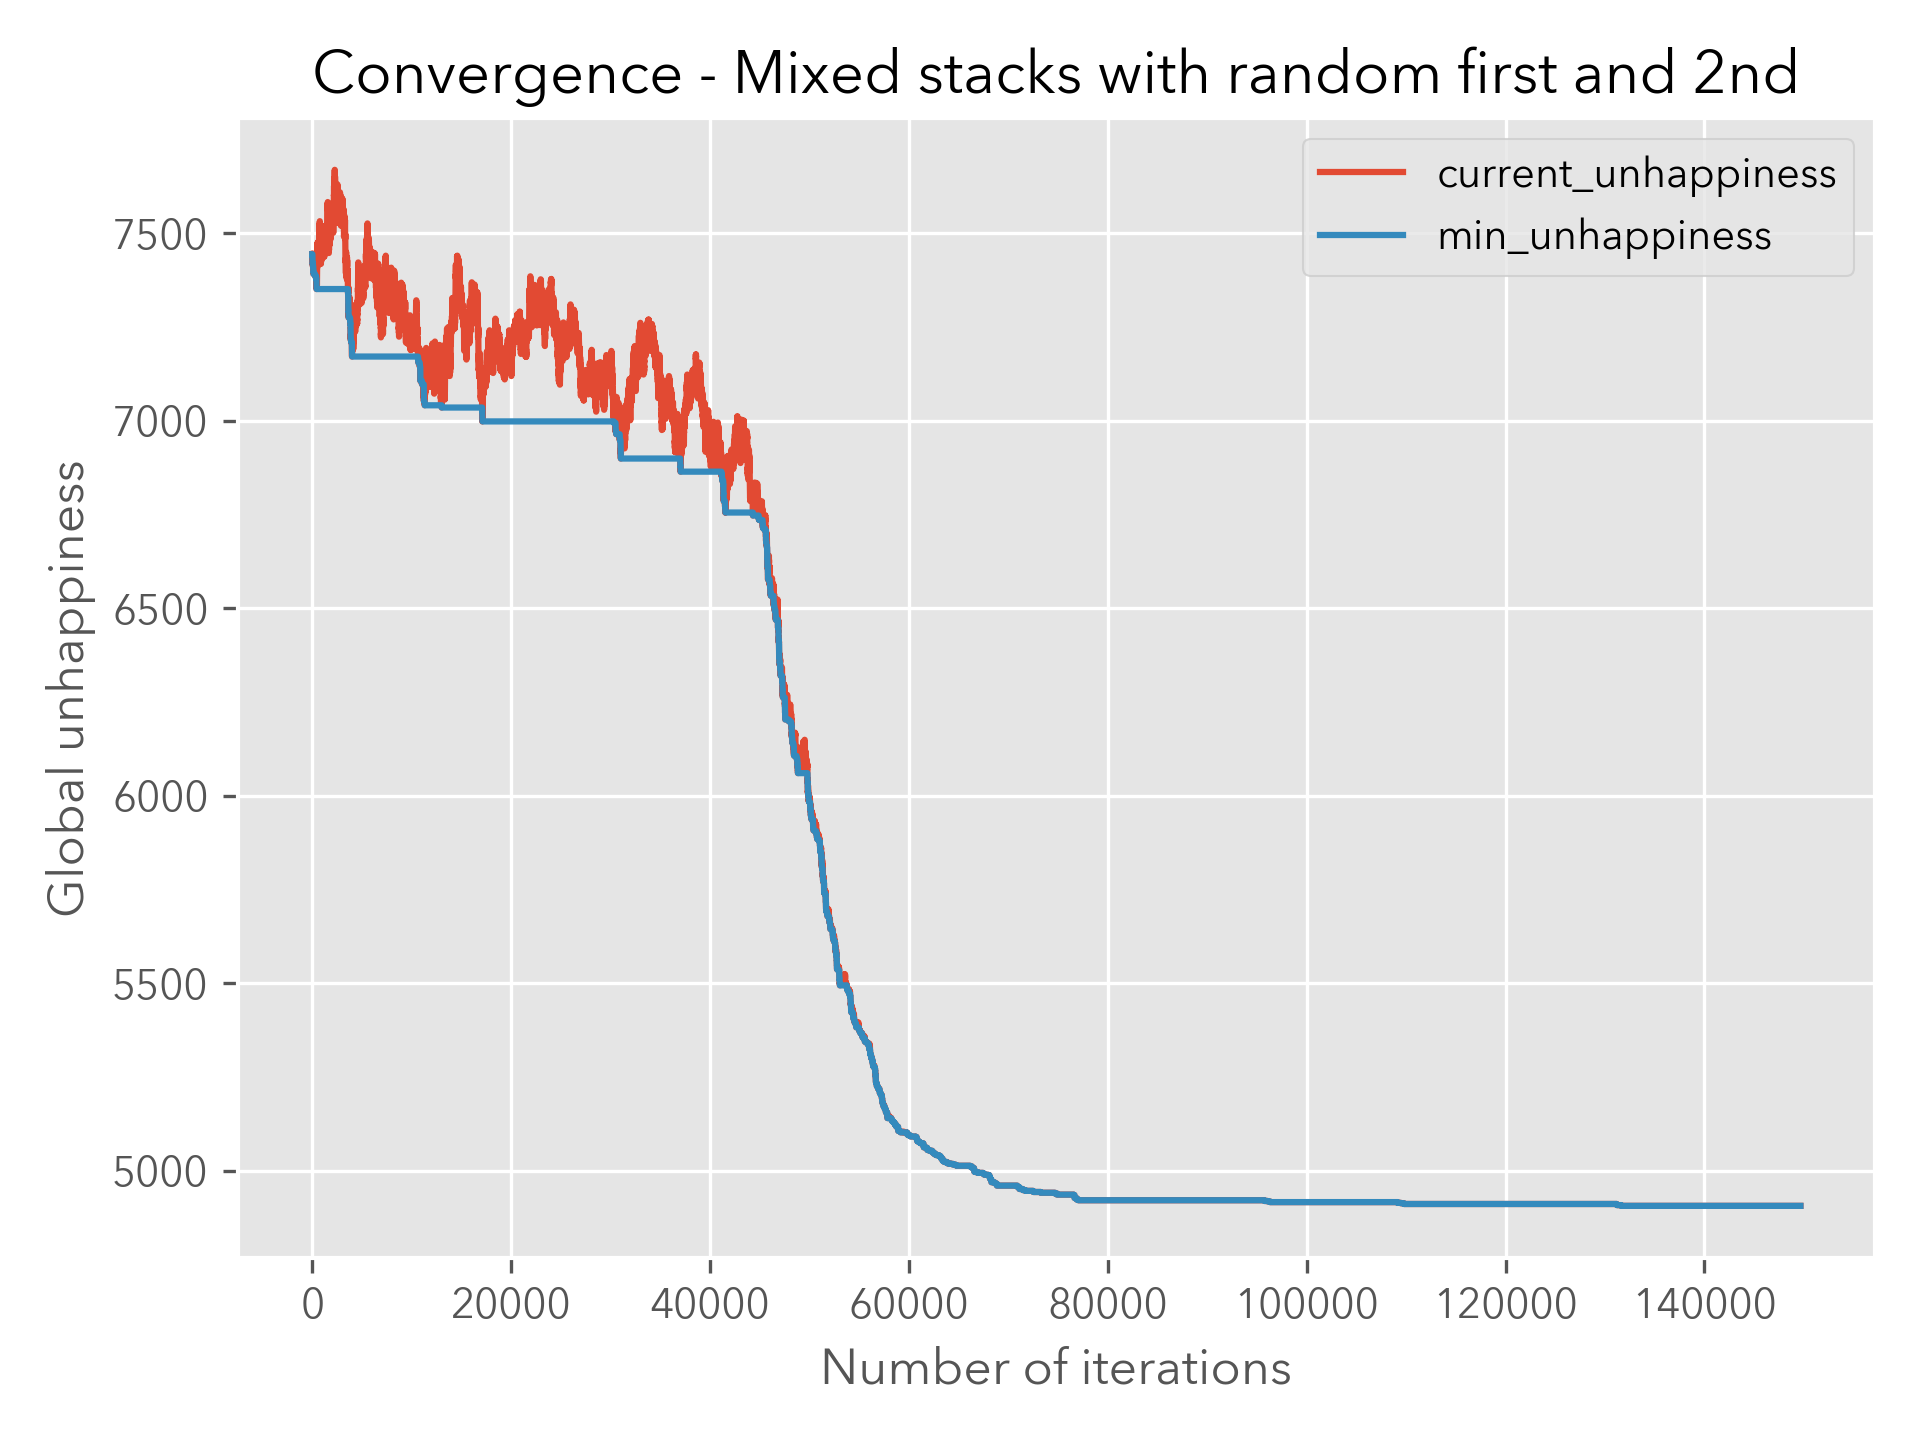 Convergence - Mixed stacks with random first and 2nd
current_unhappiness
min_unhappiness
Global unhappiness
7500
7000
6500
6000
5500
5000
0 20000 40000 60000 80000 100000 120000 140000
Number of iterations